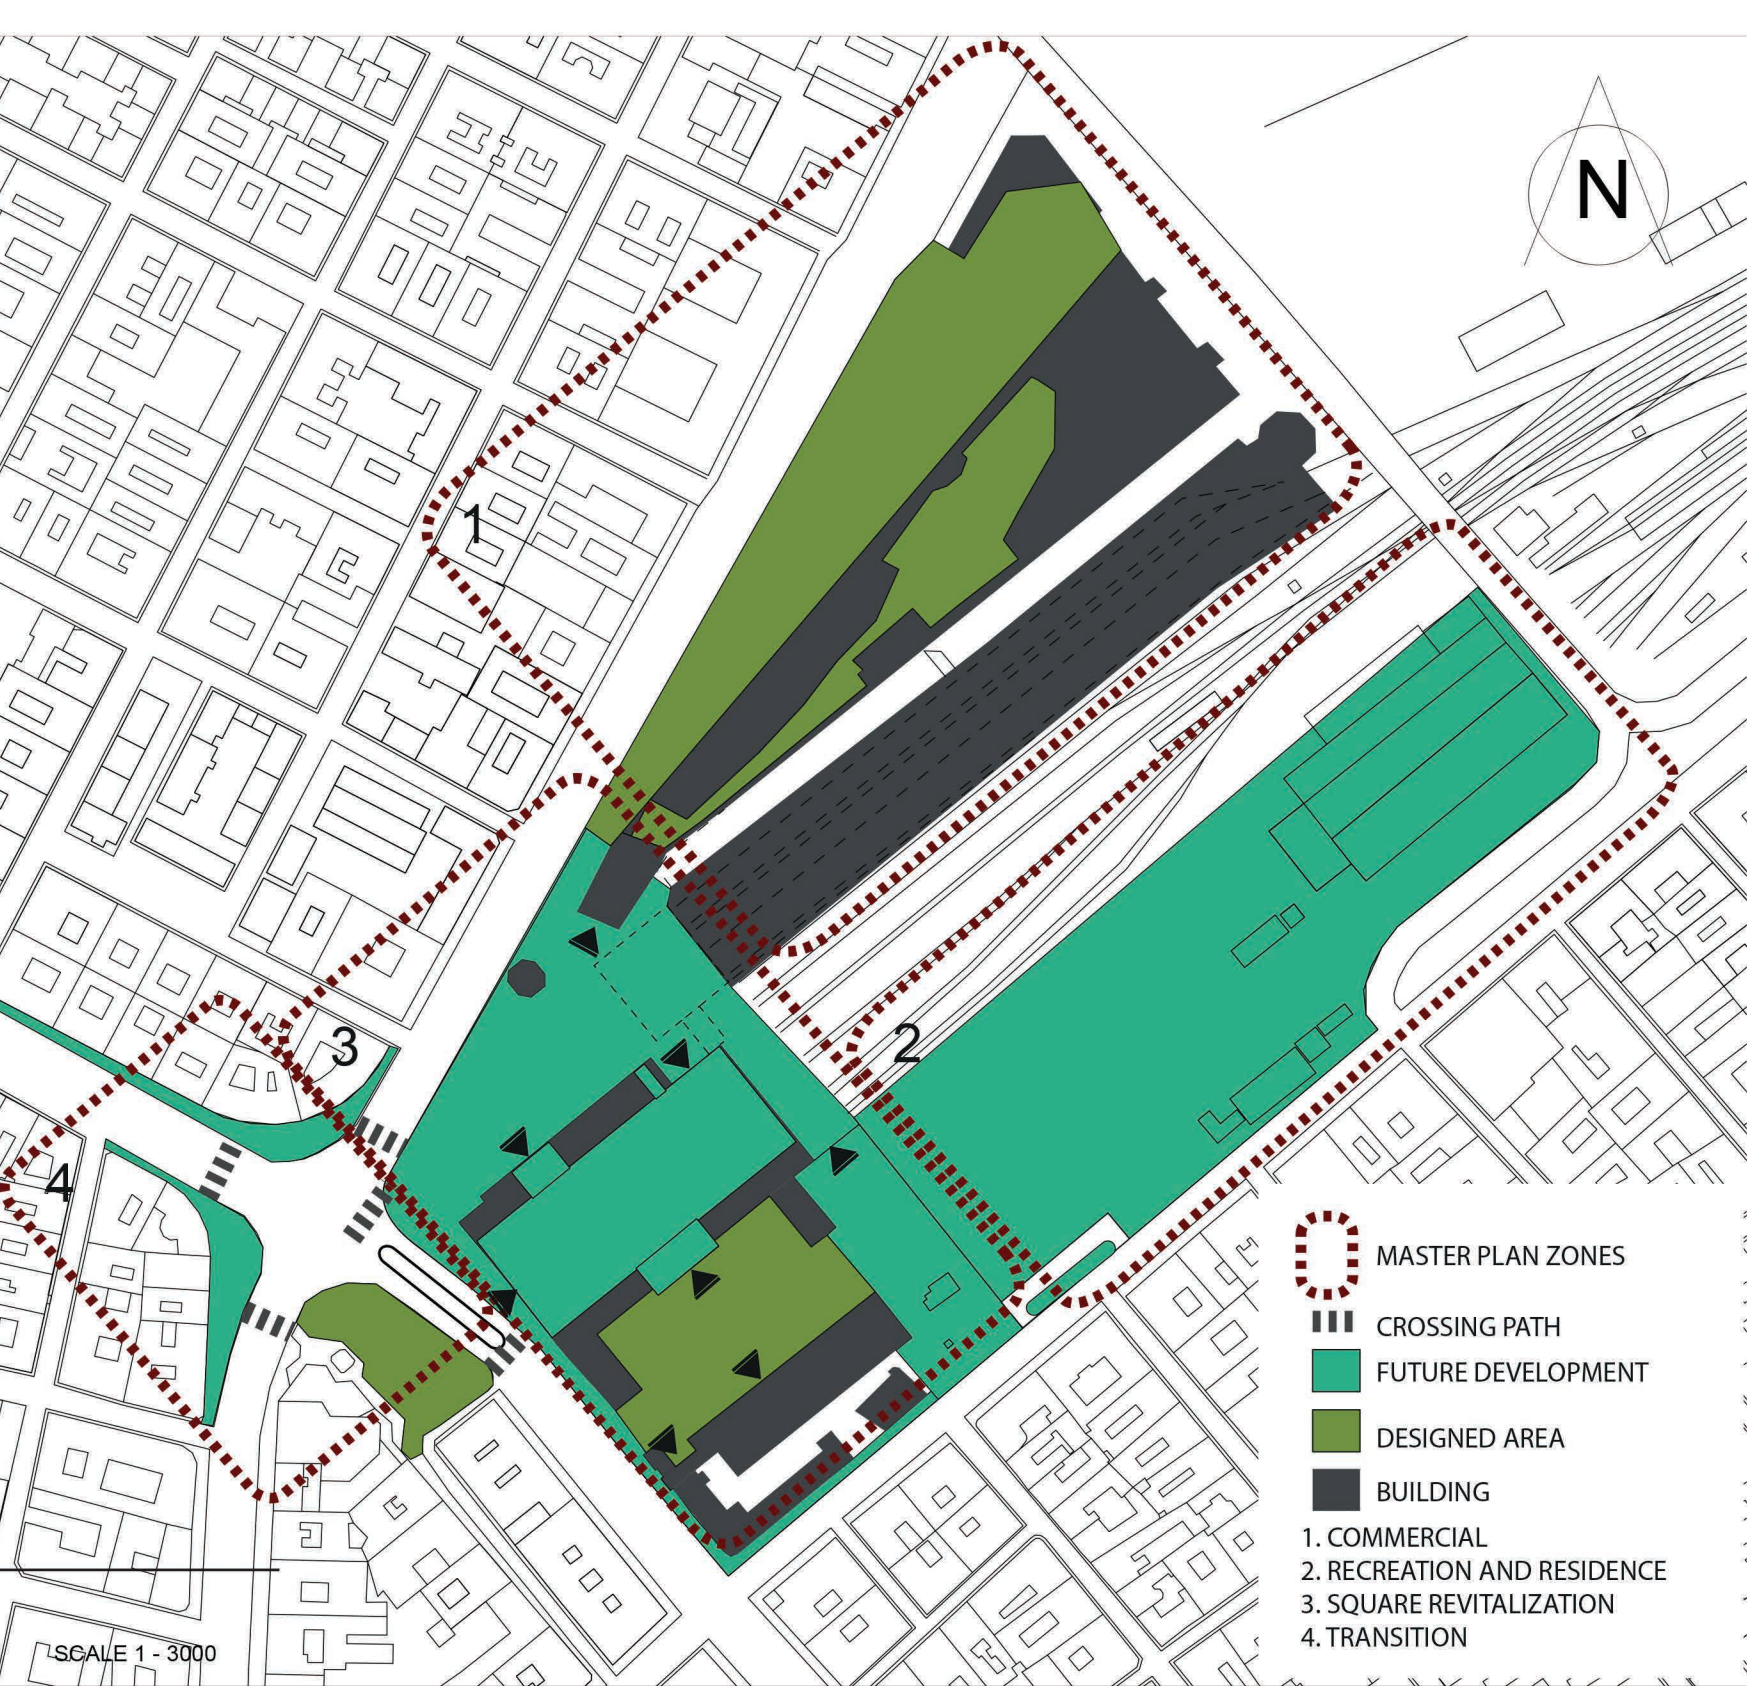 N
1
2
3
4
MASTER PLAN ZONES
CROSSING PATH
FUTURE DEVELOPMENT
DESIGNED AREA
BUILDING
1. COMMERCIAL
2. RECREATION AND RESIDENCE
3. SQUARE REVITALIZATION
4. TRANSITION
SCALE 1 - 3000